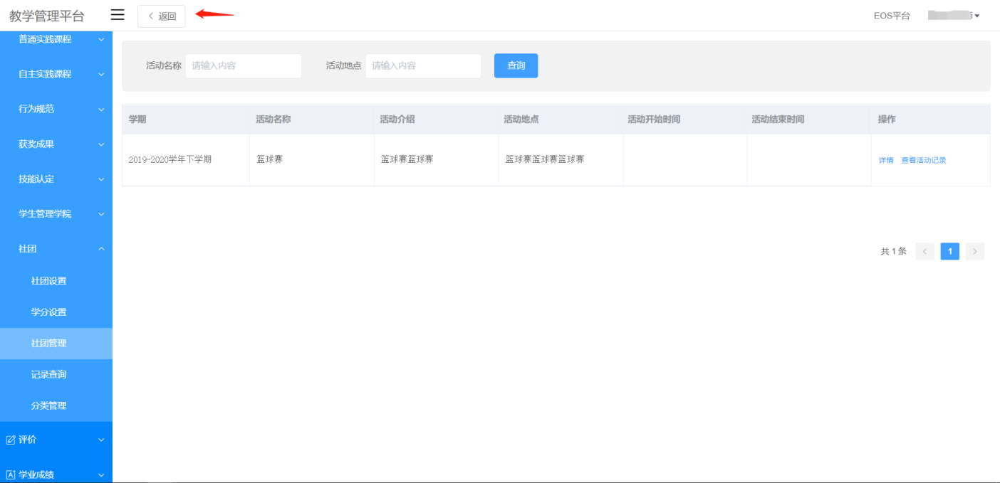 教学管理平台
返回
EOS平台
普通实践课程
自主实践课程
行为规范
获奖成果
技能认定
学生管理学院
社团
社团设置
学分设置
社团管理
记录查询
分类管理
评价
学业成绩
活动名称 请输入内容 活动地点 请输入内容 查询
学期 活动名称 活动介绍 活动地点 活动开始时间 活动结束时间 操作
2019-2020学年下学期 篮球赛 篮球赛篮球赛 篮球赛篮球赛篮球赛 详情 查看活动记录
共 1 条 1